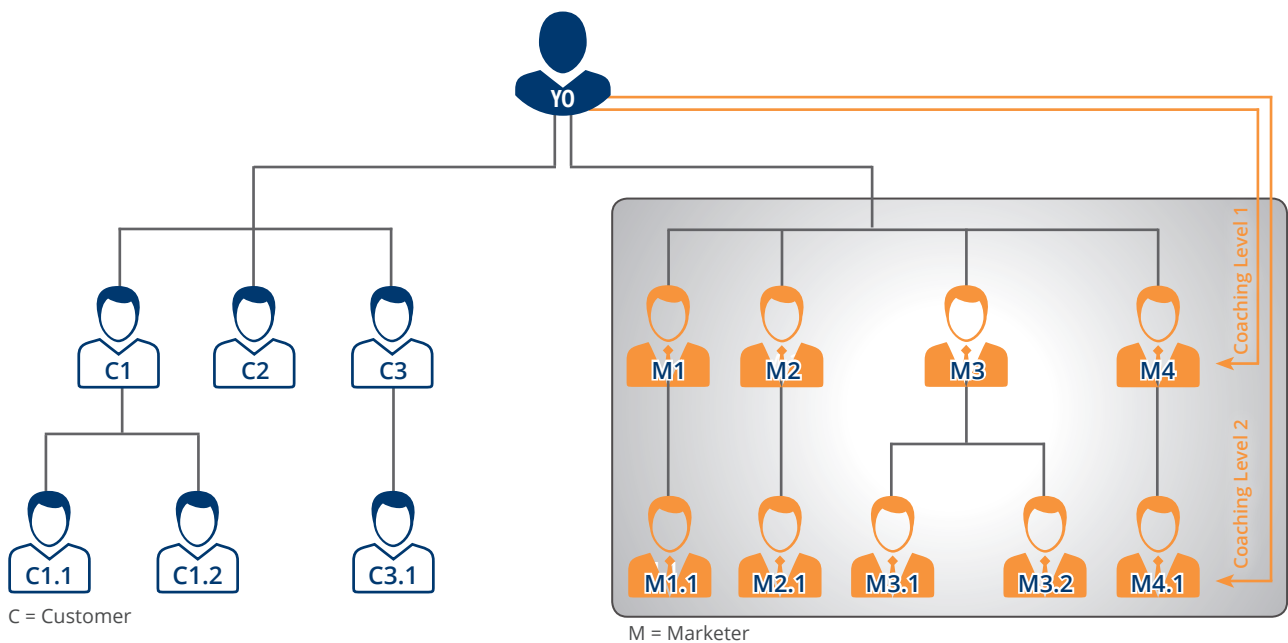 YO
Coaching Level 1
C1
C2
C3
M1
M2
M3
M4
Coaching Level 2
C1.1
C1.2
C3.1
M1.1
M2.1
M3.1
M3.2
M4.1
C = Customer
M = Marketer